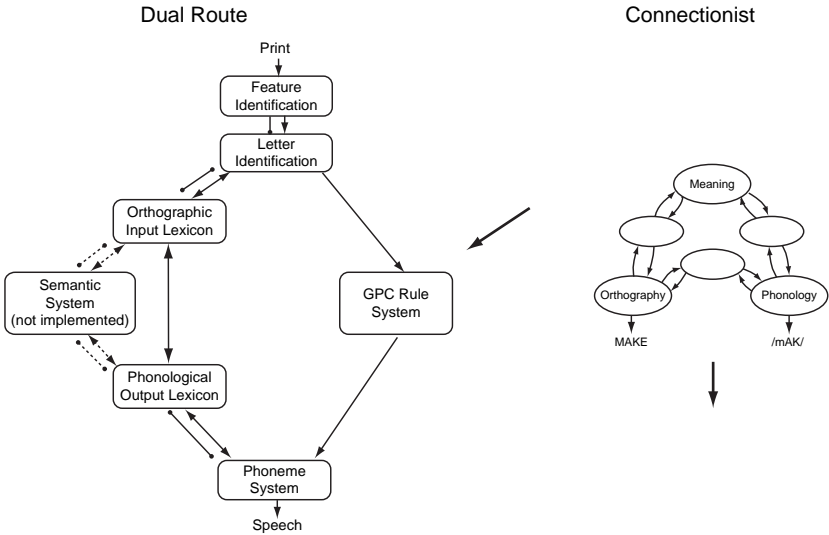 Dual Route
Print
Feature
Identification
Letter
Identification
Orthographic
Input Lexicon
Semantic
System
(not implemented)
GPC Rule
System
Phonological
Output Lexicon
Phoneme
System
Speech
Connectionist
Meaning
Orthography
Phonology
MAKE
/mAK/